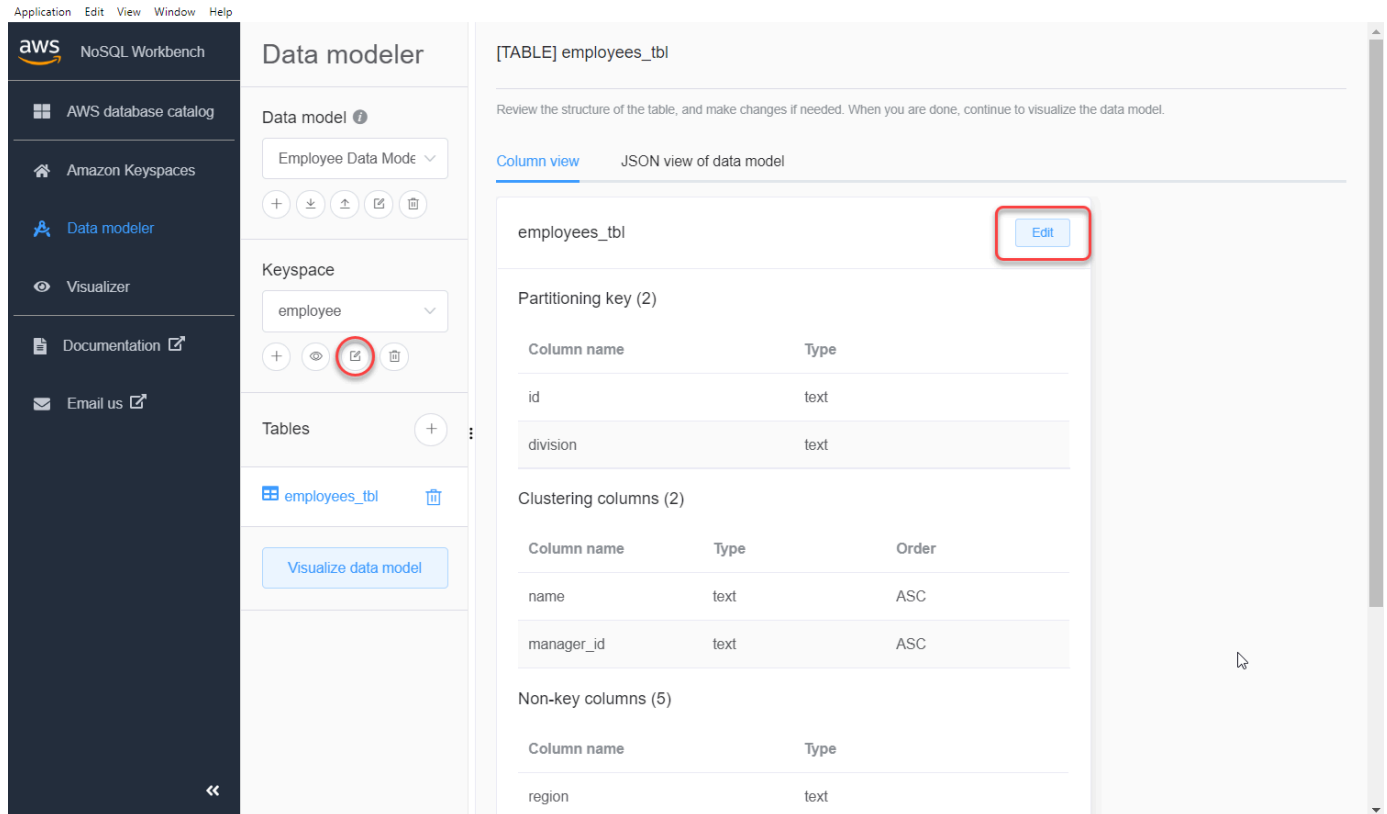 Application Edit View Window Help
aws NoSQL Workbench
AWS database catalog
Amazon Keyspaces
Data modeler
Visualizer
Documentation
Email us
Data modeler
Data model
Employee Data Mode
Keyspace
employee
Tables
employees_tbl
Visualize data model
[TABLE] employees_tbl
Review the structure of the table, and make changes if needed. When you are done, continue to visualize the data model.
Column view JSON view of data model
employees_tbl Edit
Partitioning key (2)
Column name Type
id text
division text
Clustering columns (2)
Column name Type Order
name text ASC
manager_id text ASC
Non-key columns (5)
Column name Type
region text